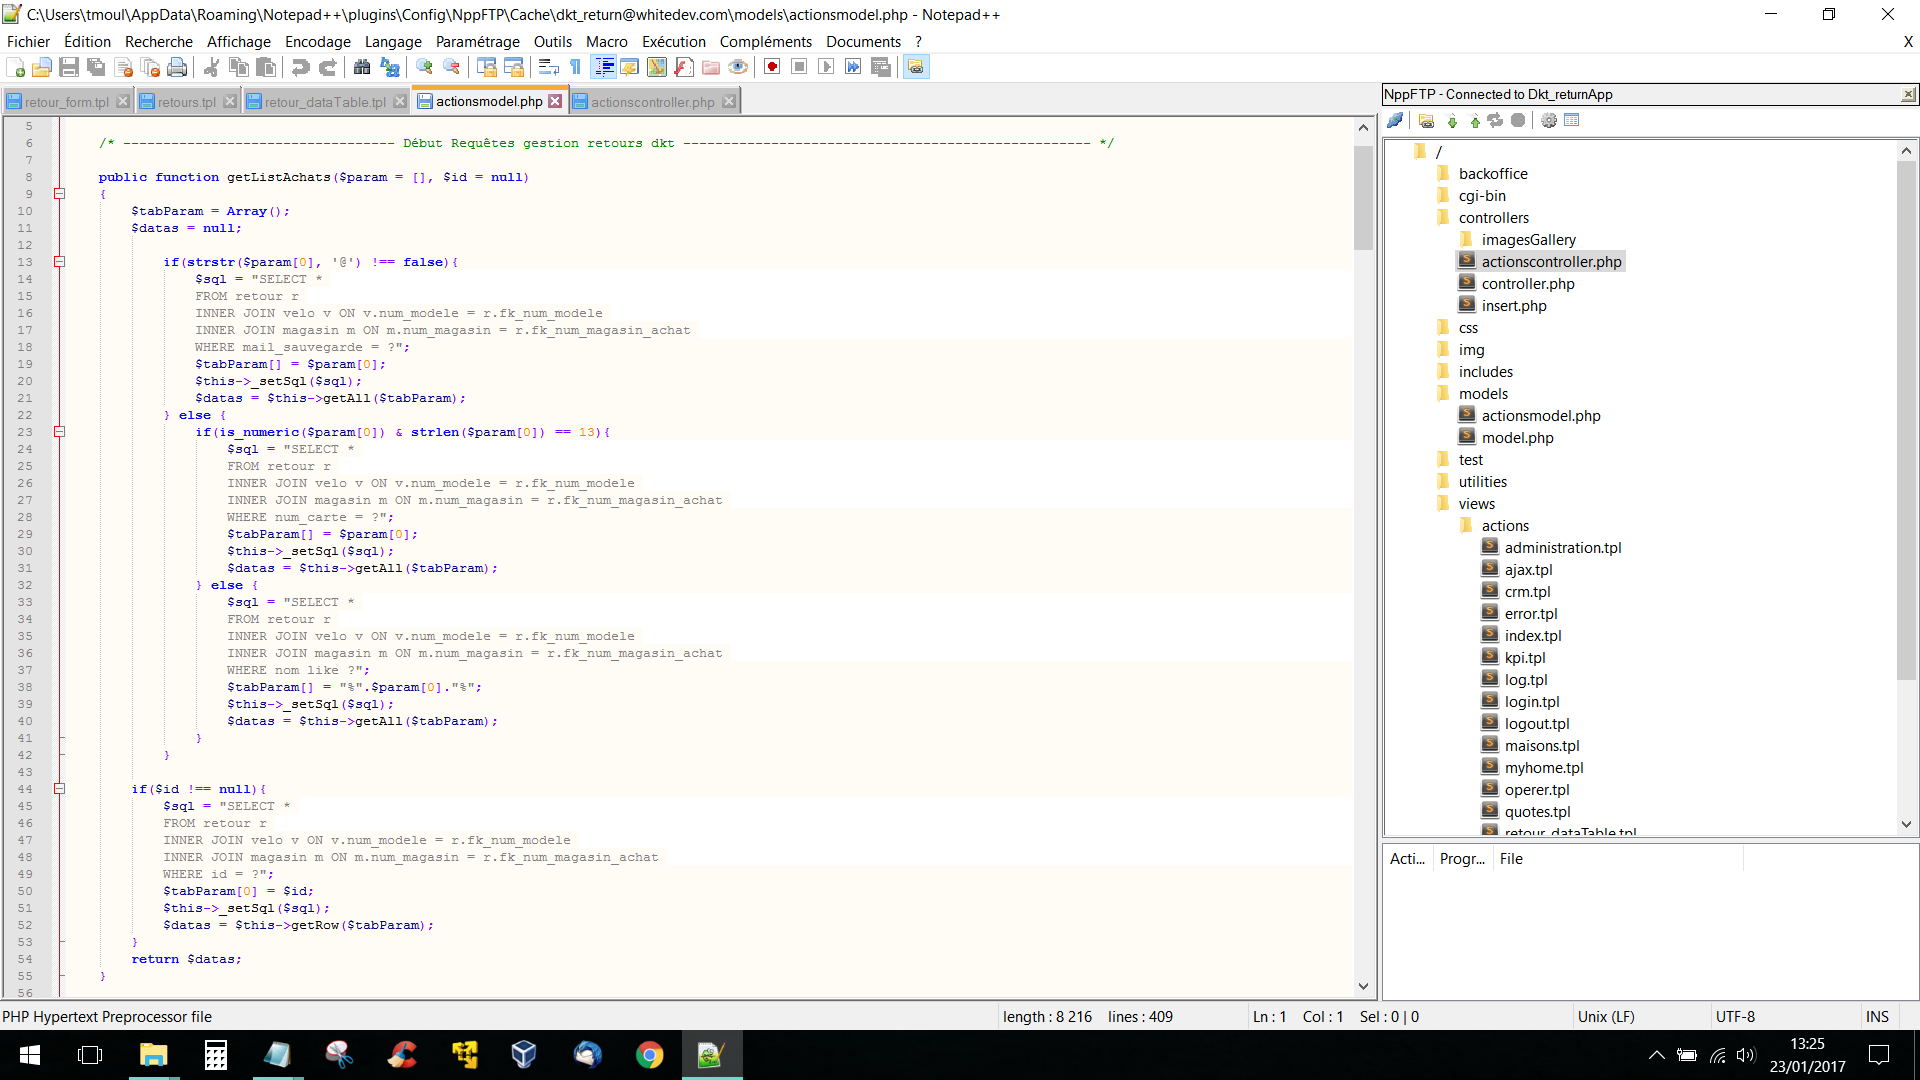 C:\Users\tmoul\AppData\Roaming\Notepad++\plugins\Config\NppFTP\Cache\dkt_return@whitedev.com\models\actionsmodel.php - Notepad++
Fichier Édition Recherche Affichage Encodage Langage Paramétrage Outils Macro Exécution Compléments Documents ? X
retour_form.tpl retours.tpl retour_dataTable.tpl actionsmodel.php actionscontroller.php
5
6 /* ---------------------------------- Début Requêtes gestion retours dkt --------------------------------------------------- */
7
8 public function getListAchats($param = [], $id = null)
9 {
10 $tabParam = Array();
11 $datas = null;
12
13 if(strstr($param[0], '@') !== false){
14 $sql = "SELECT *
15 FROM retour r
16 INNER JOIN velo v ON v.num_modele = r.fk_num_modele
17 INNER JOIN magasin m ON m.num_magasin = r.fk_num_magasin_achat
18 WHERE mail_sauvegarde = ?";
19 $tabParam[] = $param[0];
20 $this->_setSql($sql);
21 $datas = $this->getAll($tabParam);
22 } else {
23 if(is_numeric($param[0]) & strlen($param[0]) == 13){
24 $sql = "SELECT *
25 FROM retour r
26 INNER JOIN velo v ON v.num_modele = r.fk_num_modele
27 INNER JOIN magasin m ON m.num_magasin = r.fk_num_magasin_achat
28 WHERE num_carte = ?";
29 $tabParam[] = $param[0];
30 $this->_setSql($sql);
31 $datas = $this->getAll($tabParam);
32 } else {
33 $sql = "SELECT *
34 FROM retour r
35 INNER JOIN velo v ON v.num_modele = r.fk_num_modele
36 INNER JOIN magasin m ON m.num_magasin = r.fk_num_magasin_achat
37 WHERE nom like ?";
38 $tabParam[] = "%".$param[0]."%";
39 $this->_setSql($sql);
40 $datas = $this->getAll($tabParam);
41 }
42 }
43
44 if($id !== null){
45 $sql = "SELECT *
46 FROM retour r
47 INNER JOIN velo v ON v.num_modele = r.fk_num_modele
48 INNER JOIN magasin m ON m.num_magasin = r.fk_num_magasin_achat
49 WHERE id = ?";
50 $tabParam[0] = $id;
51 $this->_setSql($sql);
52 $datas = $this->getRow($tabParam);
53 }
54 return $datas;
55 }
56
NppFTP - Connected to Dkt_returnApp
/
backoffice
cgi-bin
controllers
imagesGallery
actionscontroller.php
controller.php
insert.php
css
img
includes
models
actionsmodel.php
model.php
test
utilities
views
actions
administration.tpl
ajax.tpl
crm.tpl
error.tpl
index.tpl
kpi.tpl
log.tpl
login.tpl
logout.tpl
maisons.tpl
myhome.tpl
operer.tpl
quotes.tpl
retour_dataTable.tpl
Acti... Progr... File
PHP Hypertext Preprocessor file length : 8 216 lines : 409 Ln : 1 Col : 1 Sel : 0 | 0 Unix (LF) UTF-8 INS
13:25
23/01/2017